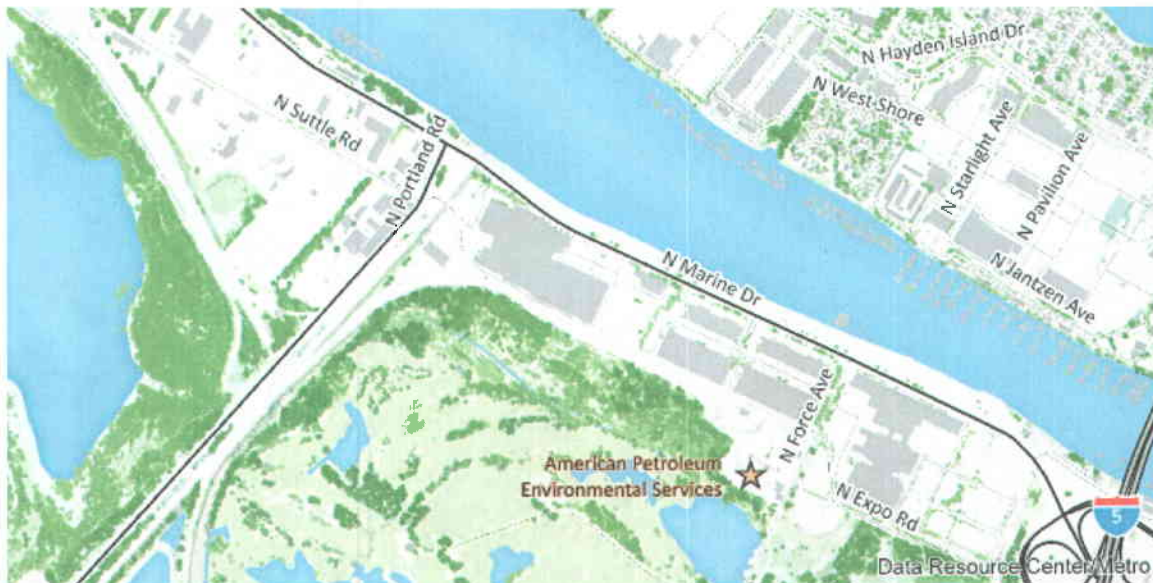 N Hayden Island Dr
N West Shore
N Suttle Rd
N Portland Rd
N Starlight Ave
N Pavilion Ave
N Marine Dr
N Jantzen Ave
N Force Ave
American Petroleum
Environmental Services
N Expo Rd
5
Data Resource Center/Metro